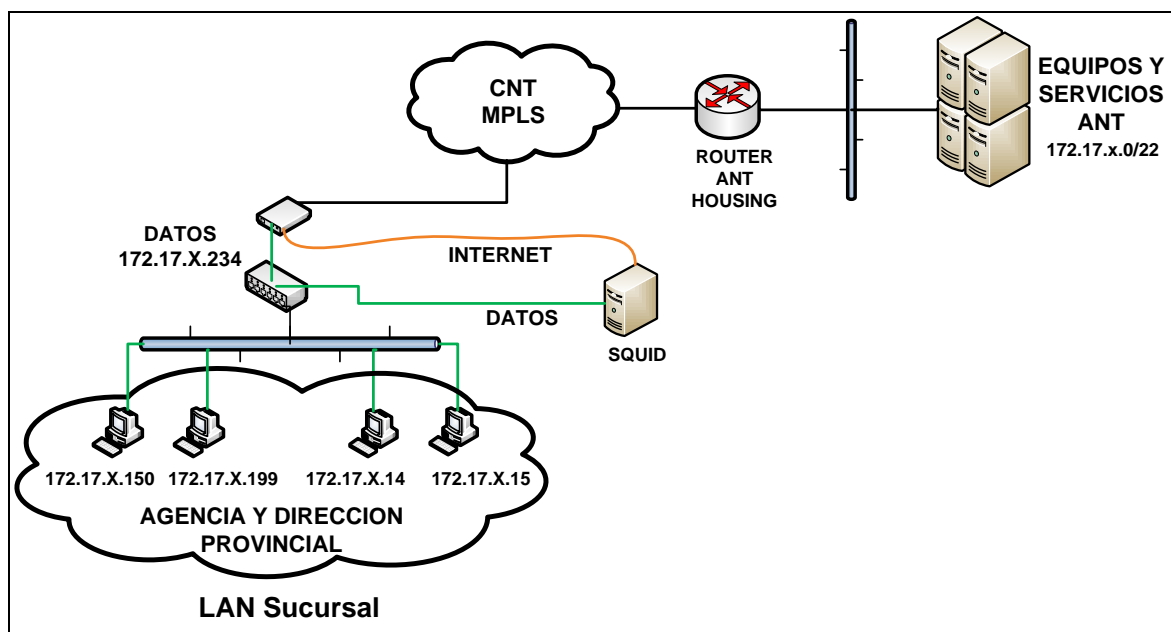 CNT
MPLS
EQUIPOS Y
SERVICIOS
ANT
172.17.x.0/22
ROUTER
ANT
HOUSING
DATOS
172.17.X.234
INTERNET
DATOS
SQUID
172.17.X.150
172.17.X.199
172.17.X.14
172.17.X.15
AGENCIA Y DIRECCION
PROVINCIAL
LAN Sucursal